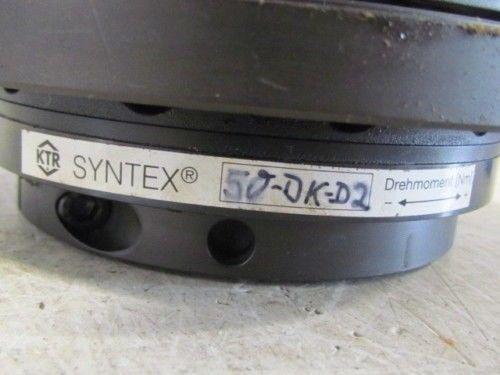 KTR SYNTEX® 50-DK-D2 Drehmoment (Nm)